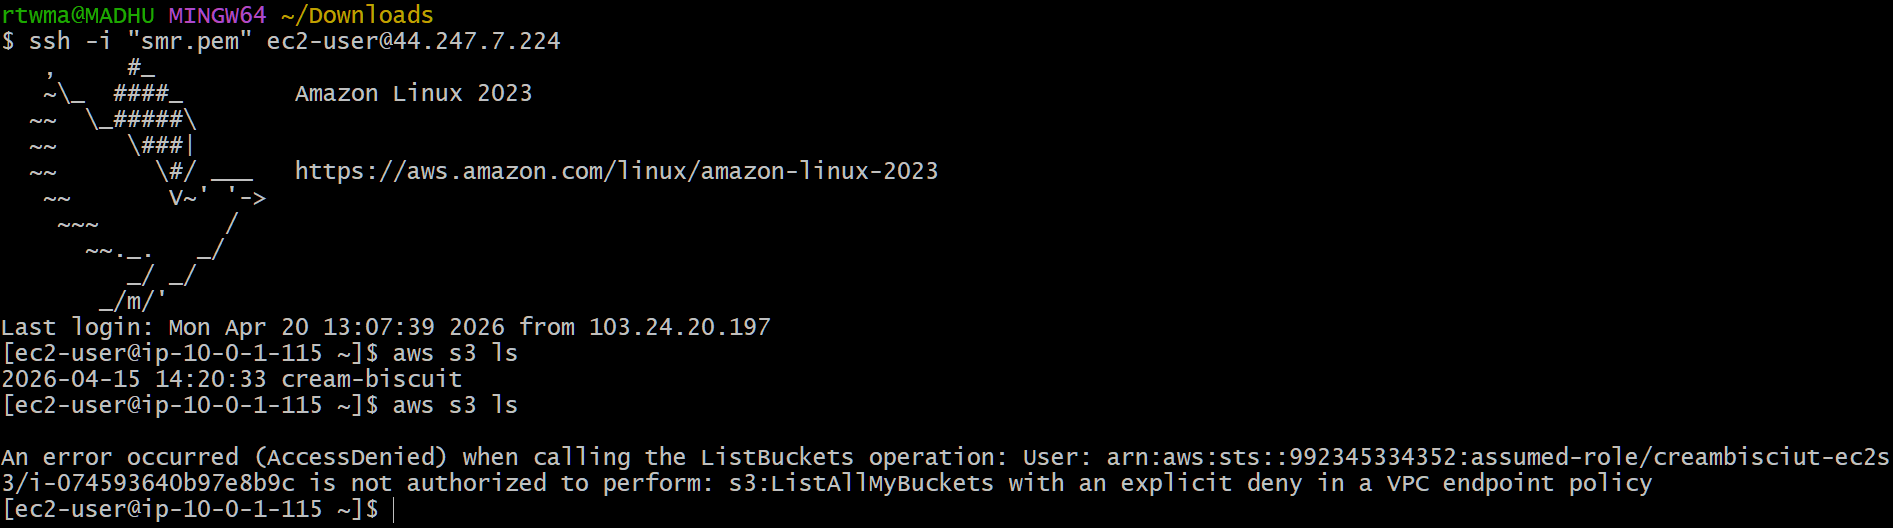 rtwma@MADHU MINGW64 ~/Downloads
$ ssh -i "smr.pem" ec2-user@44.247.7.224
   ,     #_
   ~\_  ####_        Amazon Linux 2023
  ~~  \_#####\
  ~~     \###|
  ~~       \#/ ___   https://aws.amazon.com/linux/amazon-linux-2023
   ~~       V~' '->
    ~~~         /
      ~~._.   _/
         _/ _/
       _/m/'
Last login: Mon Apr 20 13:07:39 2026 from 103.24.20.197
[ec2-user@ip-10-0-1-115 ~]$ aws s3 ls
2026-04-15 14:20:33 cream-biscuit
[ec2-user@ip-10-0-1-115 ~]$ aws s3 ls

An error occurred (AccessDenied) when calling the ListBuckets operation: User: arn:aws:sts::992345334352:assumed-role/creambisciut-ec2s
3/i-074593640b97e8b9c is not authorized to perform: s3:ListAllMyBuckets with an explicit deny in a VPC endpoint policy
[ec2-user@ip-10-0-1-115 ~]$